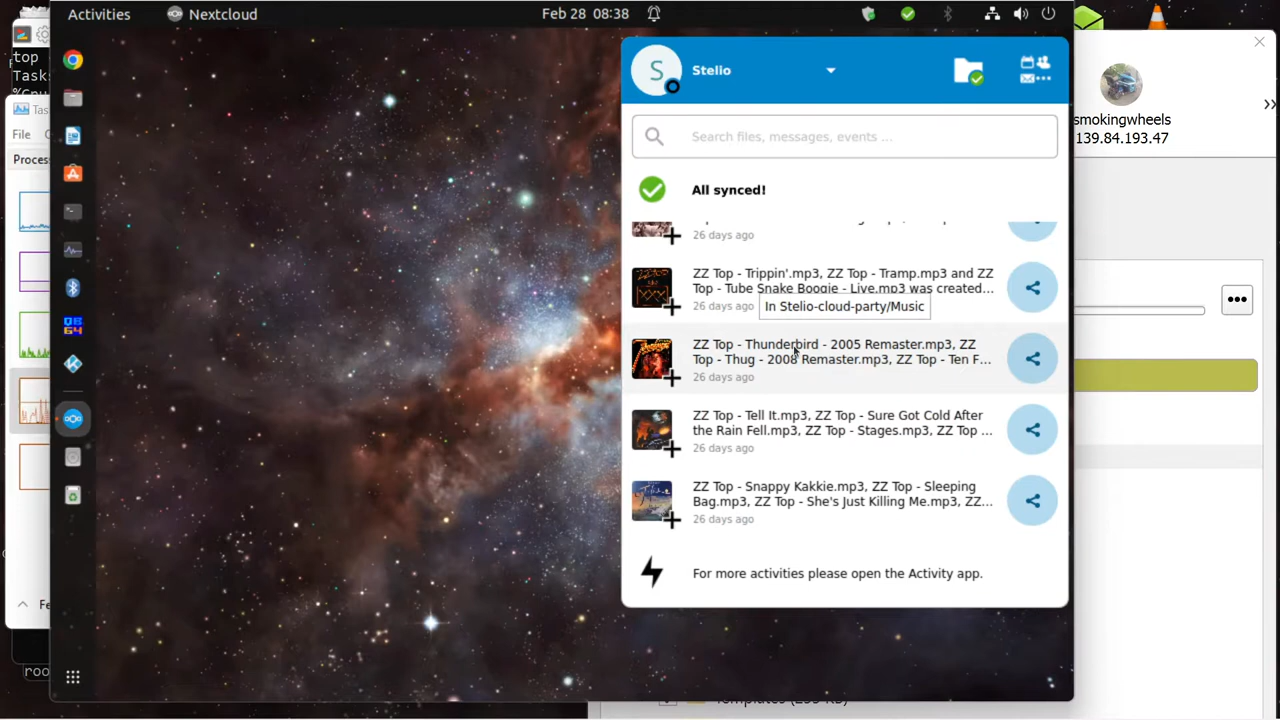 Activities
Nextcloud
Feb 28 08:38
top
Tasks
%Cpu
Tas
File
Process
Fe
roo
Stelio
Search files, messages, events ...
All synced!
26 days ago
ZZ Top - Trippin'.mp3, ZZ Top - Tramp.mp3 and ZZ
Top - Tube Snake Boogie - Live.mp3 was created...
26 days ago
In Stelio-cloud-party/Music
ZZ Top - Thunderbird - 2005 Remaster.mp3, ZZ
Top - Thug - 2008 Remaster.mp3, ZZ Top - Ten F...
26 days ago
ZZ Top - Tell It.mp3, ZZ Top - Sure Got Cold After
the Rain Fell.mp3, ZZ Top - Stages.mp3, ZZ Top ...
26 days ago
ZZ Top - Snappy Kakkie.mp3, ZZ Top - Sleeping
Bag.mp3, ZZ Top - She's Just Killing Me.mp3, ZZ...
26 days ago
For more activities please open the Activity app.
smokingwheels
139.84.193.47